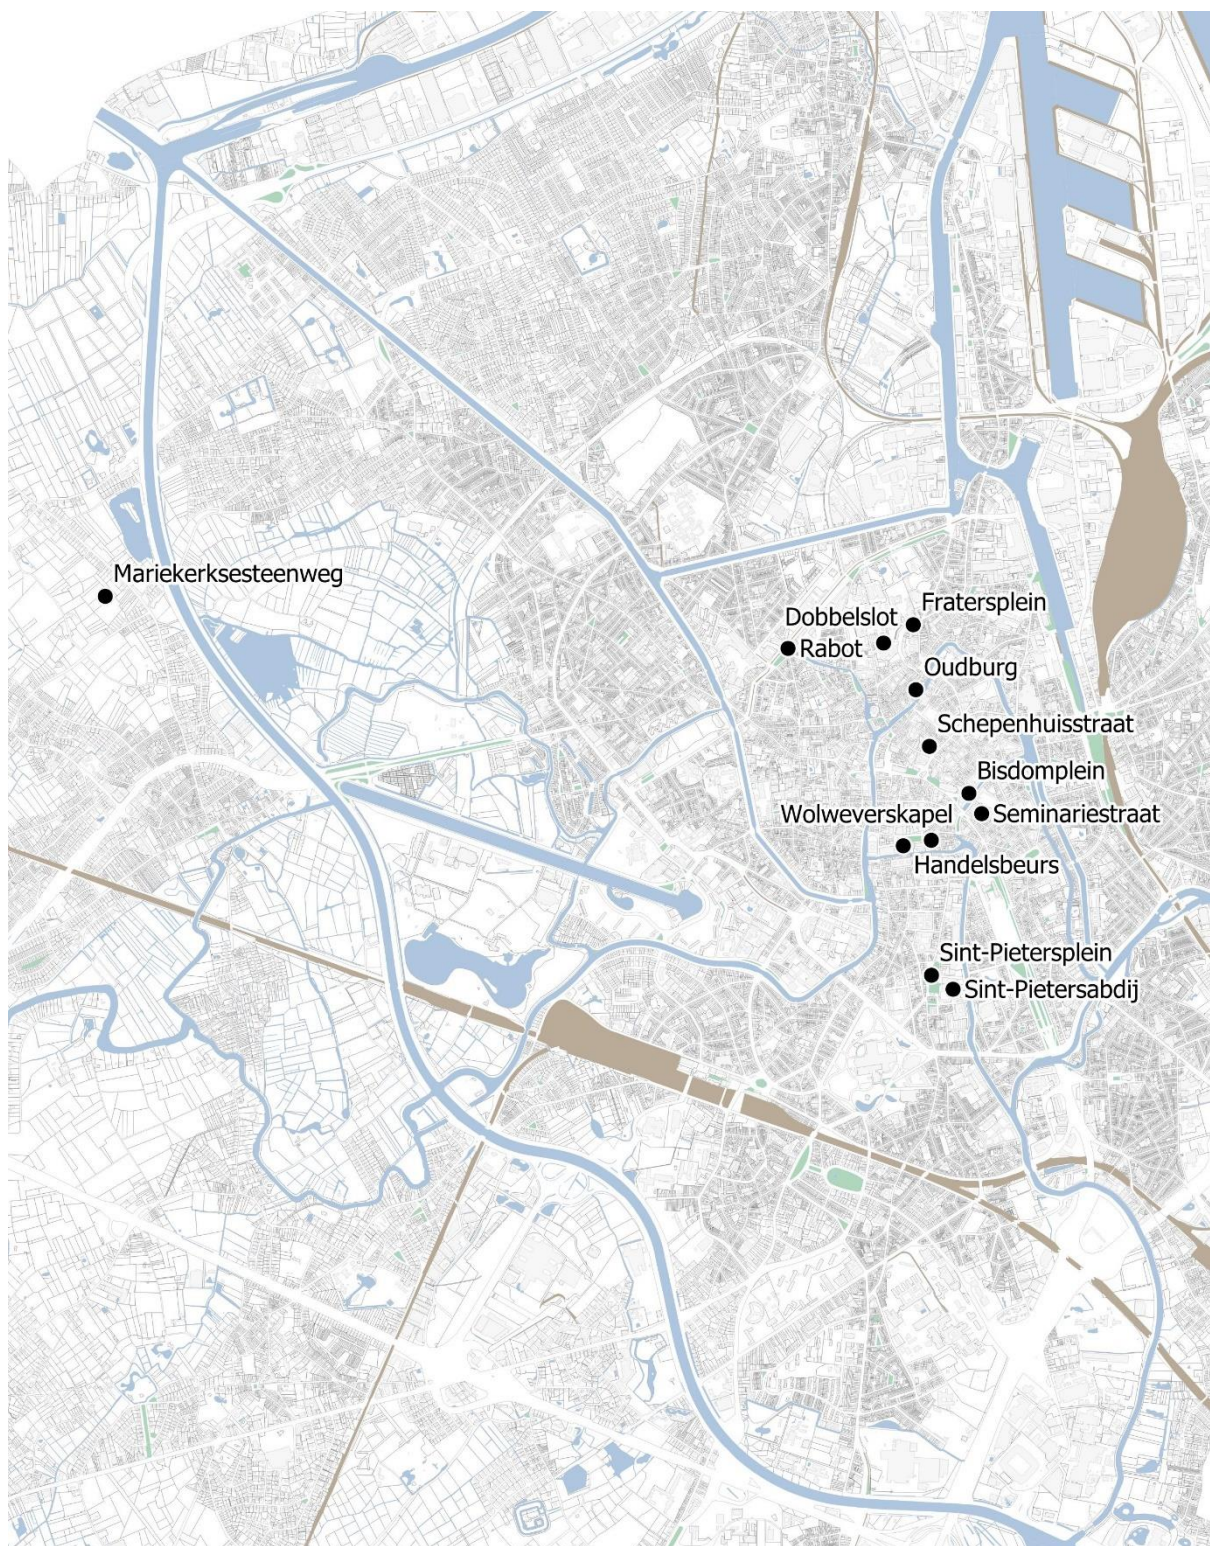 Mariekerksesteenweg
Fratersplein
Dobbelslot
Rabot
Oudburg
Schepenhuisstraat
Bisdomplein
Wolweverskapel
Seminariestraat
Handelsbeurs
Sint-Pietersplein
Sint-Pietersabdij